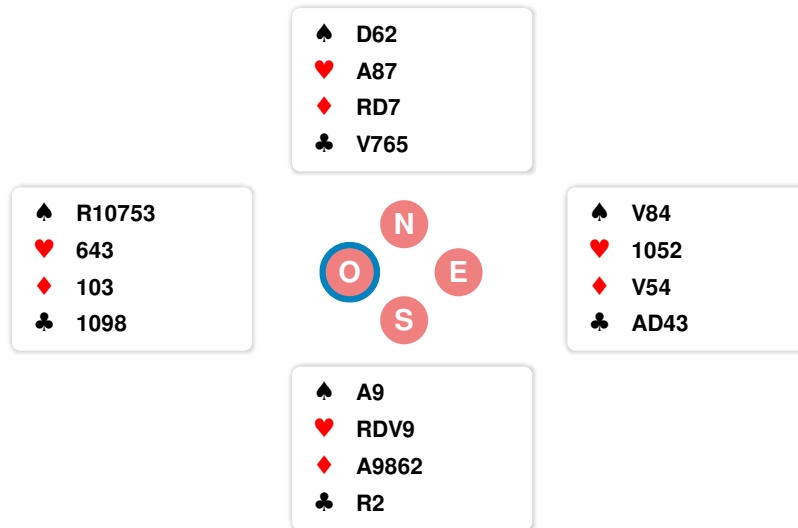 ♠ D62
♥ A87
♦ RD7
♣ V765
♠ R10753
♥ 643
♦ 103
♣ 1098
N
O E
S
♠ V84
♥ 1052
♦ V54
♣ AD43
♠ A9
♥ RDV9
♦ A9862
♣ R2